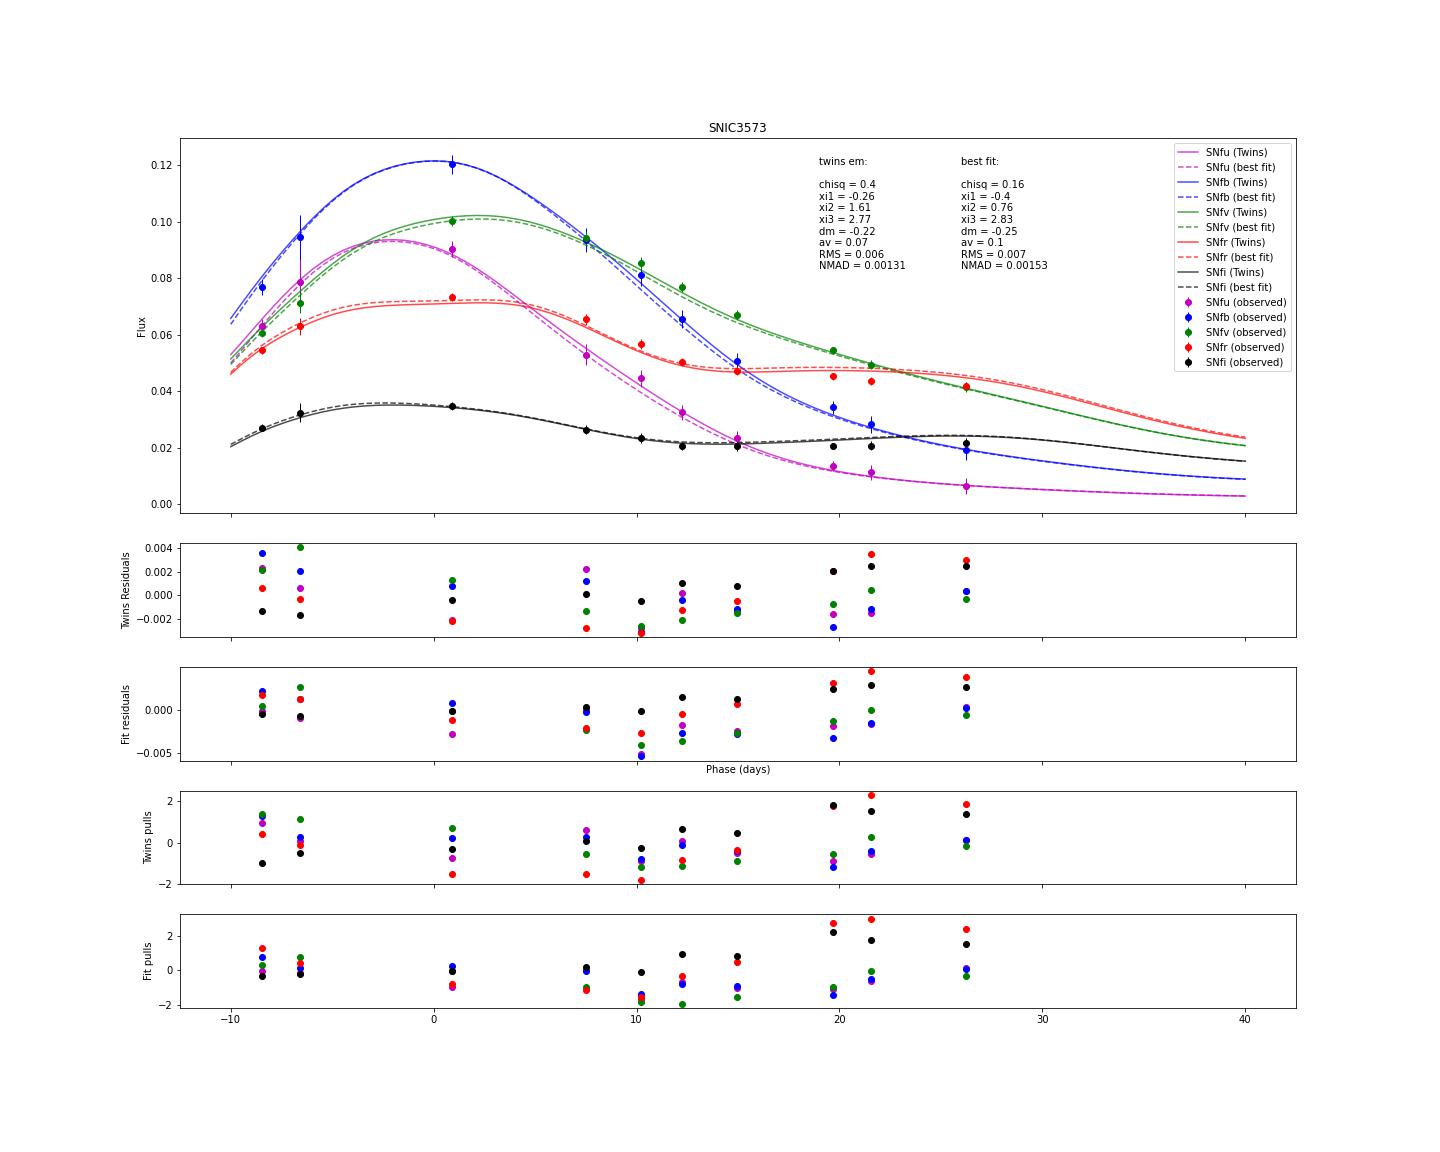 SNIC3573
Flux
0.12
0.10
0.08
0.06
0.04
0.02
0.00
twins em:
chisq = 0.4
xi1 = -0.26
xi2 = 1.61
xi3 = 2.77
dm = -0.22
av = 0.07
RMS = 0.006
NMAD = 0.00131
best fit:
chisq = 0.16
xi1 = -0.4
xi2 = 0.76
xi3 = 2.83
dm = -0.25
av = 0.1
RMS = 0.007
NMAD = 0.00153
SNfu (Twins)
SNfu (best fit)
SNfb (Twins)
SNfb (best fit)
SNfv (Twins)
SNfv (best fit)
SNfr (Twins)
SNfr (best fit)
SNfi (Twins)
SNfi (best fit)
SNfu (observed)
SNfb (observed)
SNfv (observed)
SNfr (observed)
SNfi (observed)
Twins Residuals
0.004
0.002
0.000
−0.002
Fit residuals
0.000
−0.005
Phase (days)
Twins pulls
2
0
−2
Fit pulls
2
0
−2
−10
0
10
20
30
40